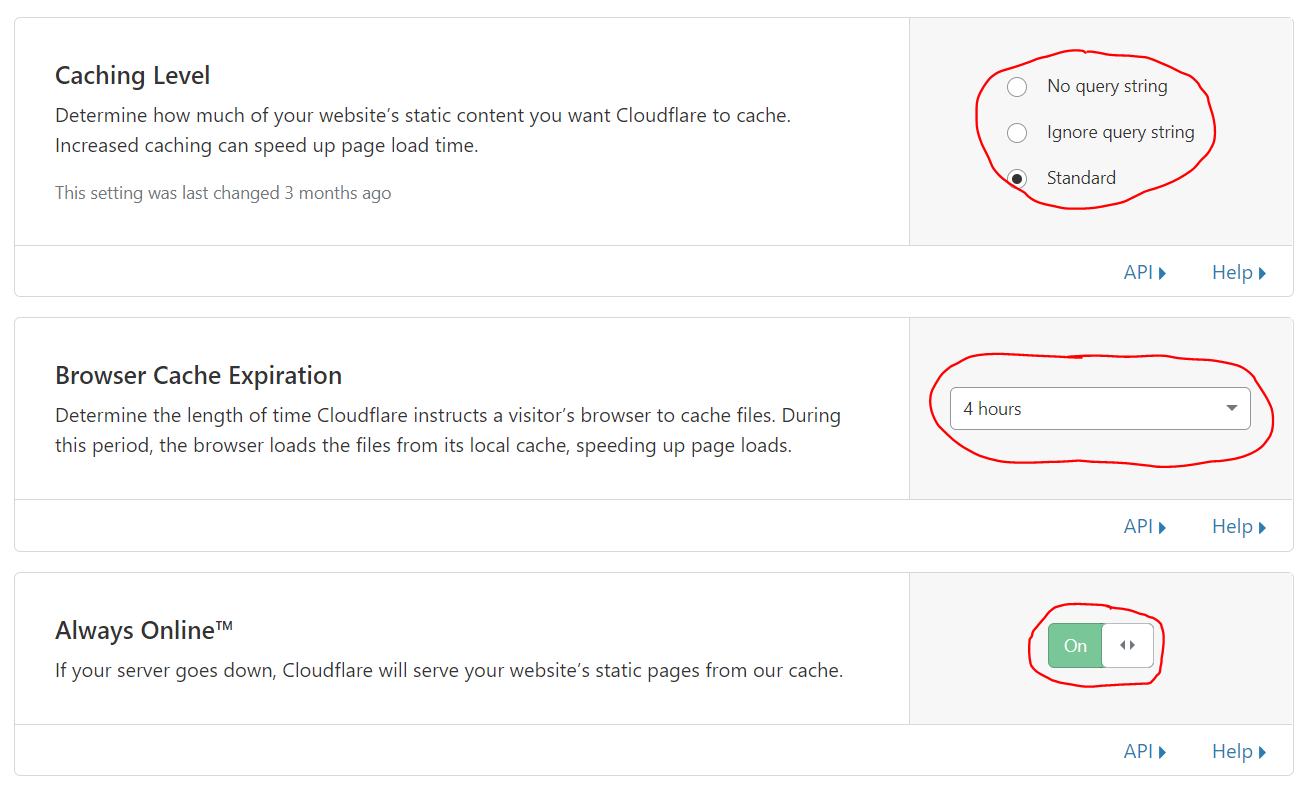 Caching Level
Determine how much of your website’s static content you want Cloudflare to cache.
Increased caching can speed up page load time.
This setting was last changed 3 months ago
No query string
Ignore query string
Standard
API
Help
Browser Cache Expiration
Determine the length of time Cloudflare instructs a visitor’s browser to cache files. During
this period, the browser loads the files from its local cache, speeding up page loads.
4 hours
API
Help
Always Online™
If your server goes down, Cloudflare will serve your website’s static pages from our cache.
On
API
Help